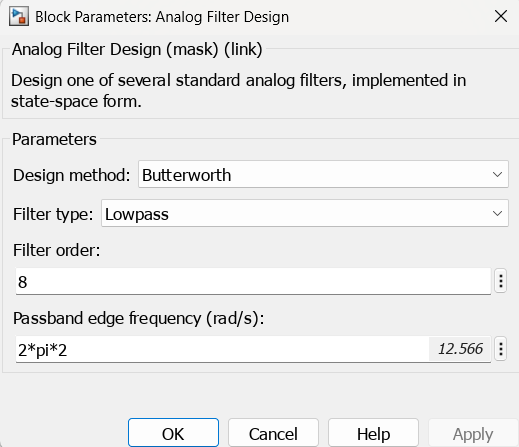 Block Parameters: Analog Filter Design
Analog Filter Design (mask) (link)
Design one of several standard analog filters, implemented in
state-space form.
Parameters
Design method: Butterworth
Filter type: Lowpass
Filter order:
8
Passband edge frequency (rad/s):
2*pi*2 12.566
OK Cancel Help Apply